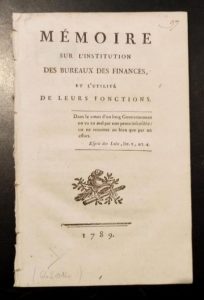 MÉMOIRE
SUR L'INSTITUTION
DES BUREAUX DES FINANCES,
ET L'UTILITÉ
DE LEURS FONCTIONS.
Dans le cours d'un long Gouvernement
on va au mal par une pente insensible:
on ne remonte au bien que par un
effort.
Esprit des Loix, liv. v,
1789.